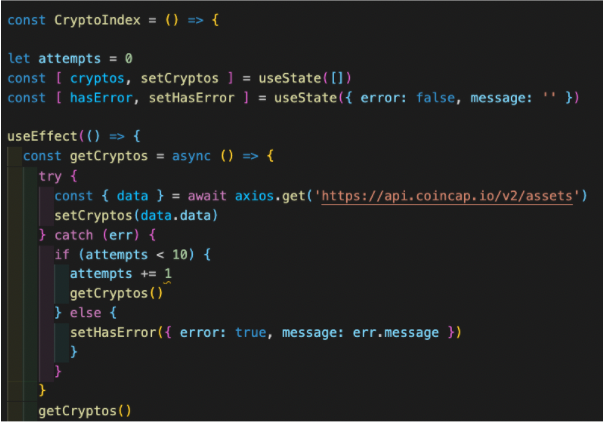 const CryptoIndex = () => {
let attempts = 0
const [ cryptos, setCryptos ] = useState([])
const [ hasError, setHasError ] = useState({ error: false, message: '' })
useEffect(() => {
const getCryptos = async () => {
try {
const { data } = await axios.get('https://api.coincap.io/v2/assets')
setCryptos(data.data)
} catch (err) {
if (attempts < 10) {
attempts += 1
getCryptos()
} else {
setHasError({ error: true, message: err.message })
}
}
}
getCryptos()